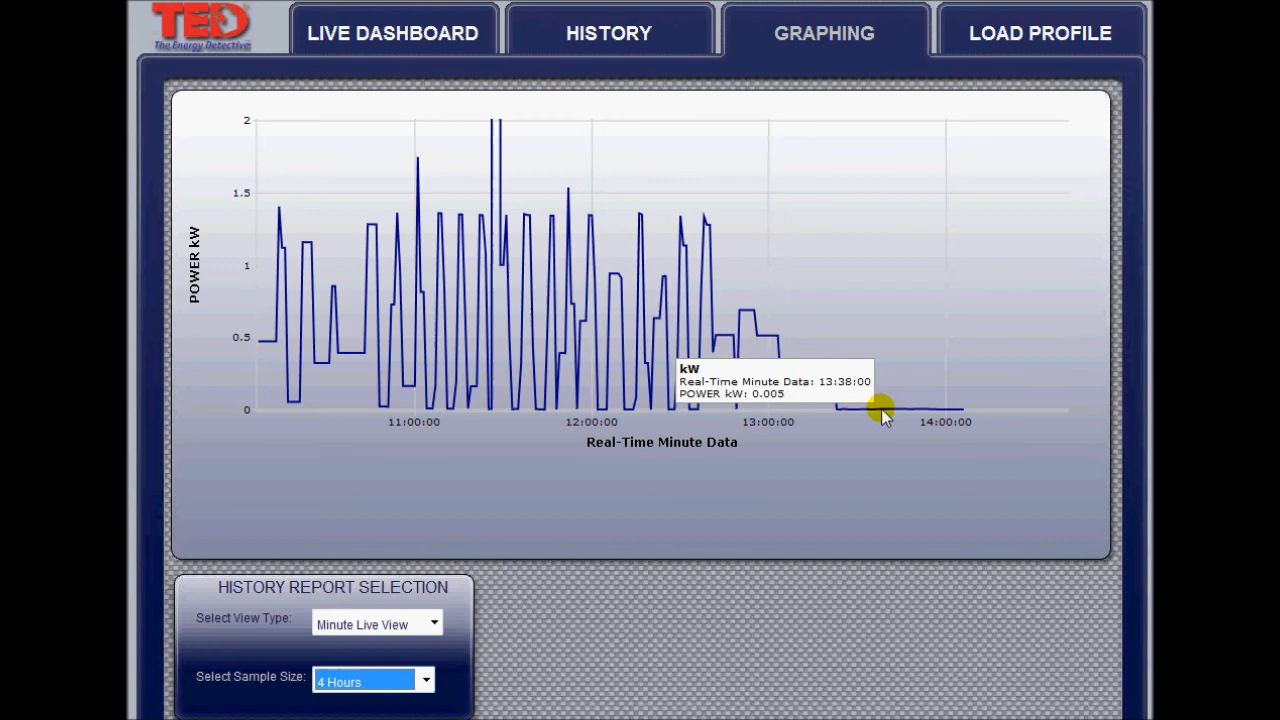 TED
The Energy Detective
LIVE DASHBOARD
HISTORY
GRAPHING
LOAD PROFILE
2
1.5
1
0.5
0
POWER kW
kW
Real-Time Minute Data: 13:38:00
POWER kW: 0.005
11:00:00
12:00:00
13:00:00
14:00:00
Real-Time Minute Data
HISTORY REPORT SELECTION
Select View Type:
Minute Live View
Select Sample Size:
4 Hours